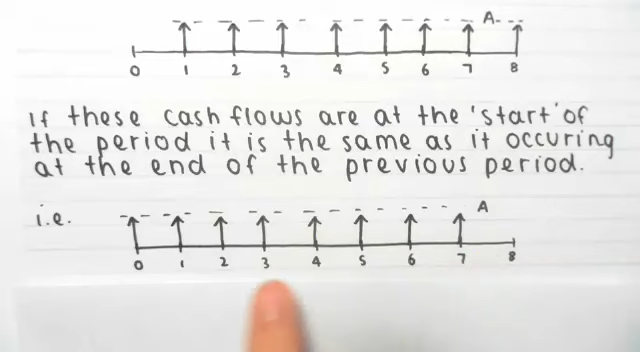 A
0 1 2 3 4 5 6 7 8
If these cash flows are at the 'start' of
the period it is the same as it occuring
at the end of the previous period.
i.e.
A
0 1 2 3 4 5 6 7 8